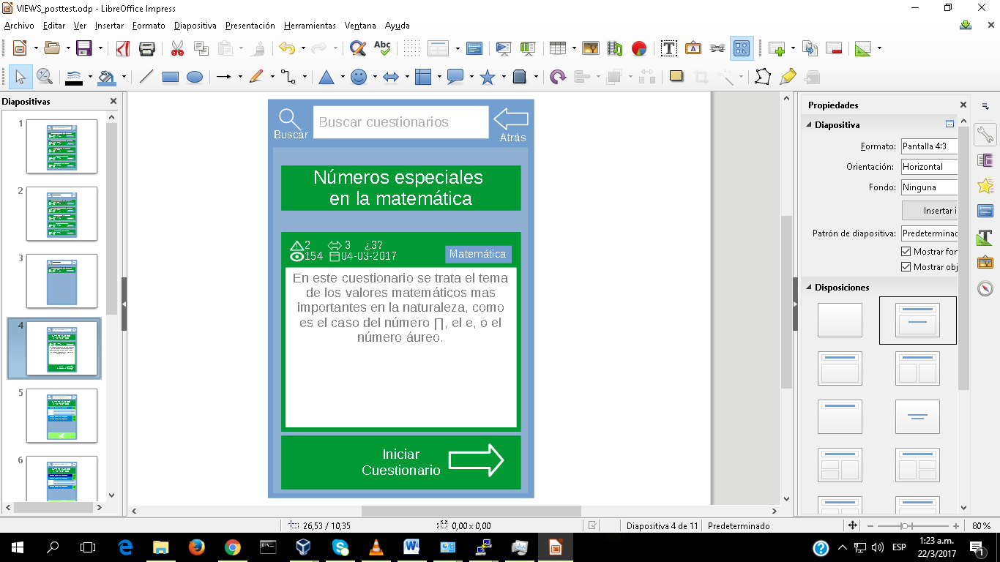 VIEWS_posttest.odp - LibreOffice Impress
Archivo Editar Ver Insertar Formato Diapositiva Presentación Herramientas Ventana Ayuda
Abc
T
A
Diapositivas
1
2
3
4
5
6
Buscar
Buscar cuestionarios
Atrás
Números especiales
en la matemática
2 3 ¿3?
154 04-03-2017
Matemática
En este cuestionario se trata el tema
de los valores matemáticos mas
importantes en la naturaleza, como
es el caso del número ∏, el e, o el
número áureo.
Iniciar
Cuestionario
Propiedades
Diapositiva
Formato: Pantalla 4:3
Orientación: Horizontal
Fondo: Ninguna
Insertar i
Patrón de diapositiva: Predeterminado
Mostrar for
Mostrar obj
Disposiciones
26,53 / 10,35
0,00 x 0,00
Diapositiva 4 de 11
Predeterminado
80 %
ESP
1:23 a.m.
22/3/2017
1